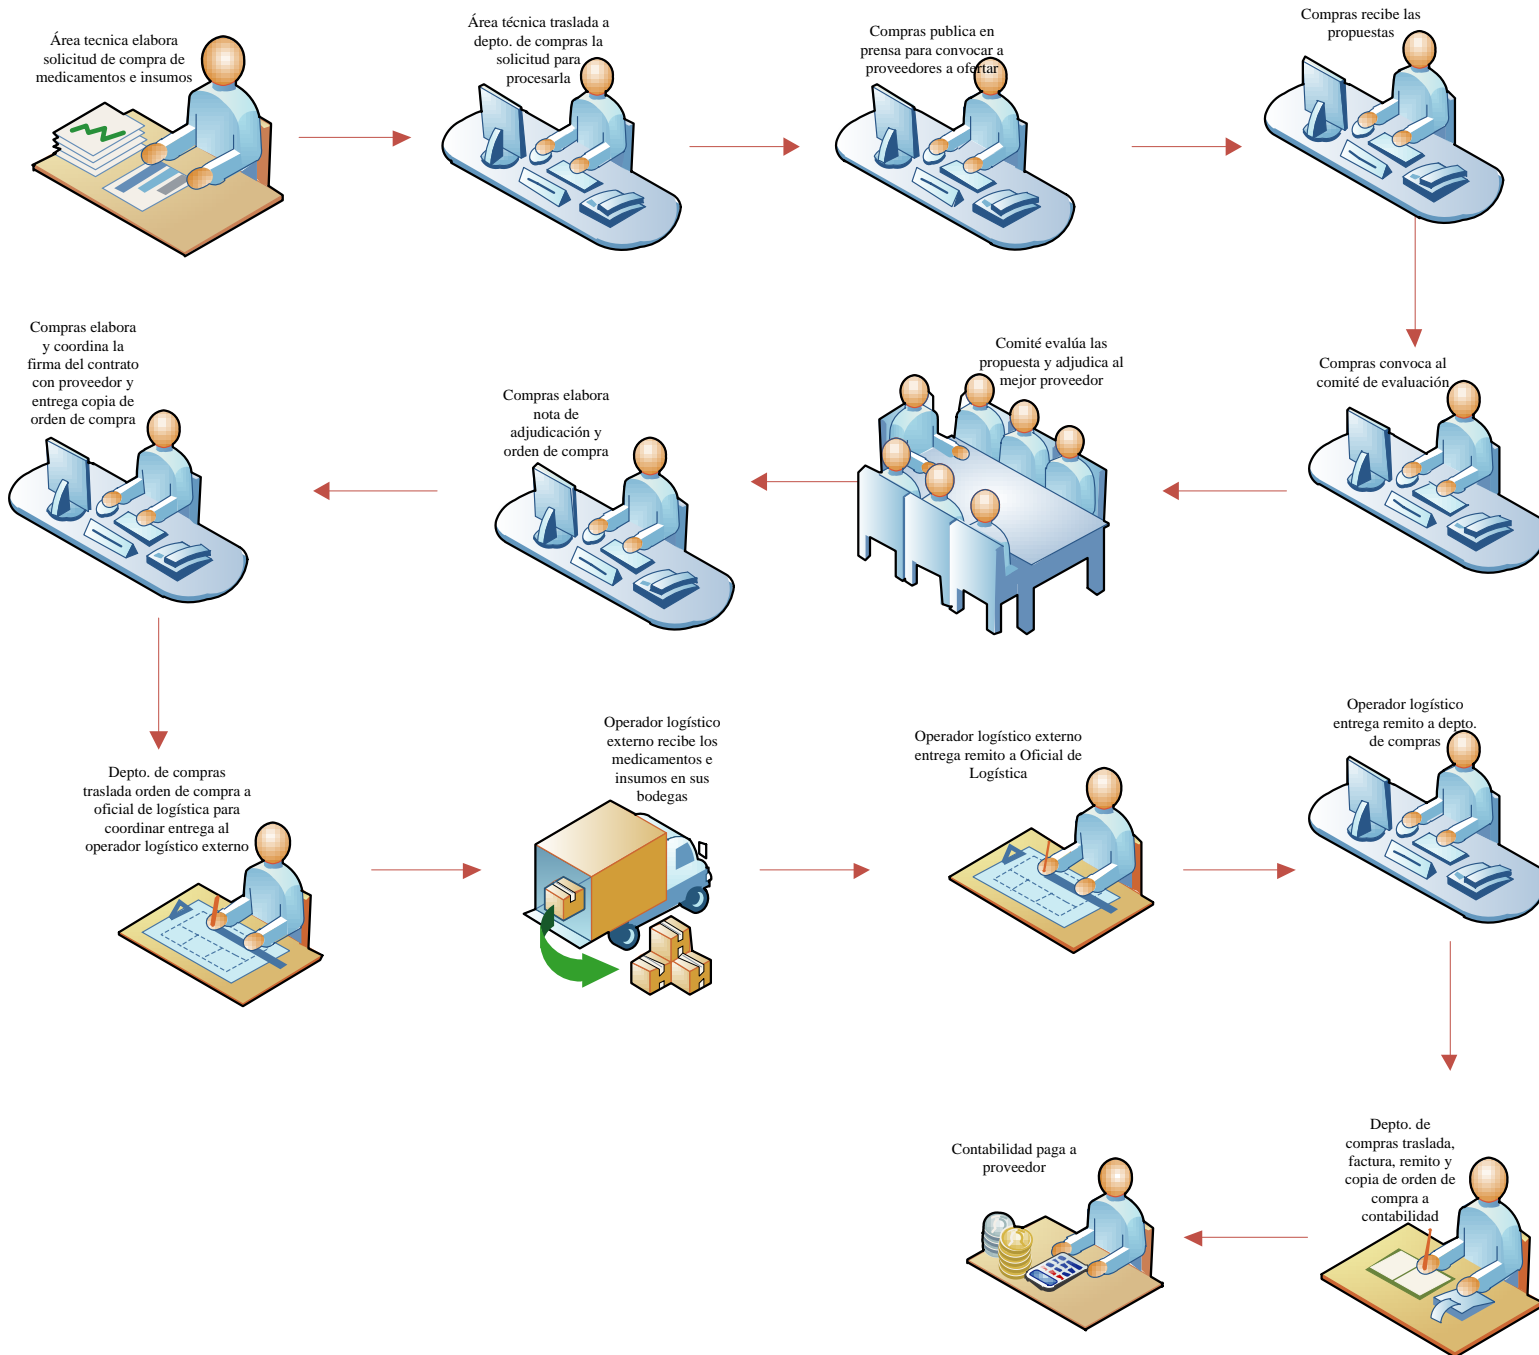 Área tecnica elabora
solicitud de compra de
medicamentos e insumos
Área técnica traslada a
depto. de compras la
solicitud para
procesarla
Compras publica en
prensa para convocar a
proveedores a ofertar
Compras recibe las
propuestas
Compras convoca al
comité de evaluación
Comité evalúa las
propuesta y adjudica al
mejor proveedor
Compras elabora
nota de
adjudicación y
orden de compra
Compras elabora
y coordina la
firma del contrato
con proveedor y
entrega copia de
orden de compra
Depto. de compras
traslada orden de compra a
oficial de logística para
coordinar entrega al
operador logístico externo
Operador logístico
externo recibe los
medicamentos e
insumos en sus
bodegas
Operador logístico externo
entrega remito a Oficial de
Logística
Operador logístico
entrega remito a depto.
de compras
Depto. de
compras traslada,
factura, remito y
copia de orden de
compra a
contabilidad
Contabilidad paga a
proveedor